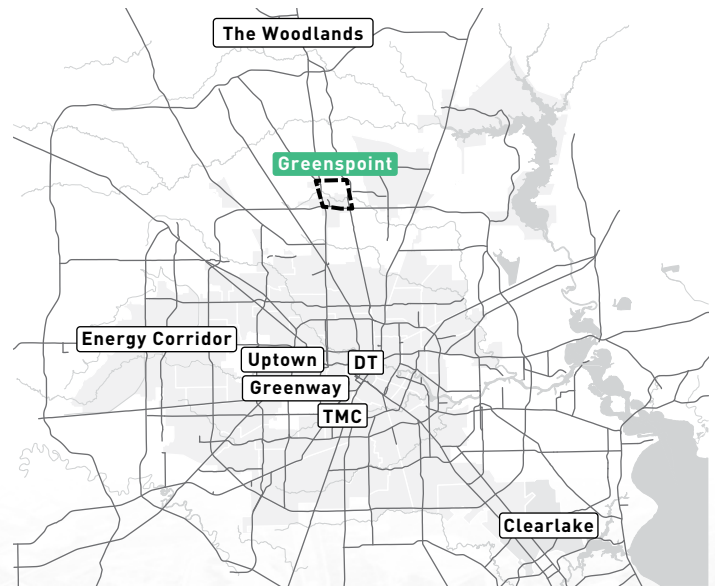 The Woodlands
Greenspoint
Energy Corridor
Uptown
DT
Greenway
TMC
Clearlake